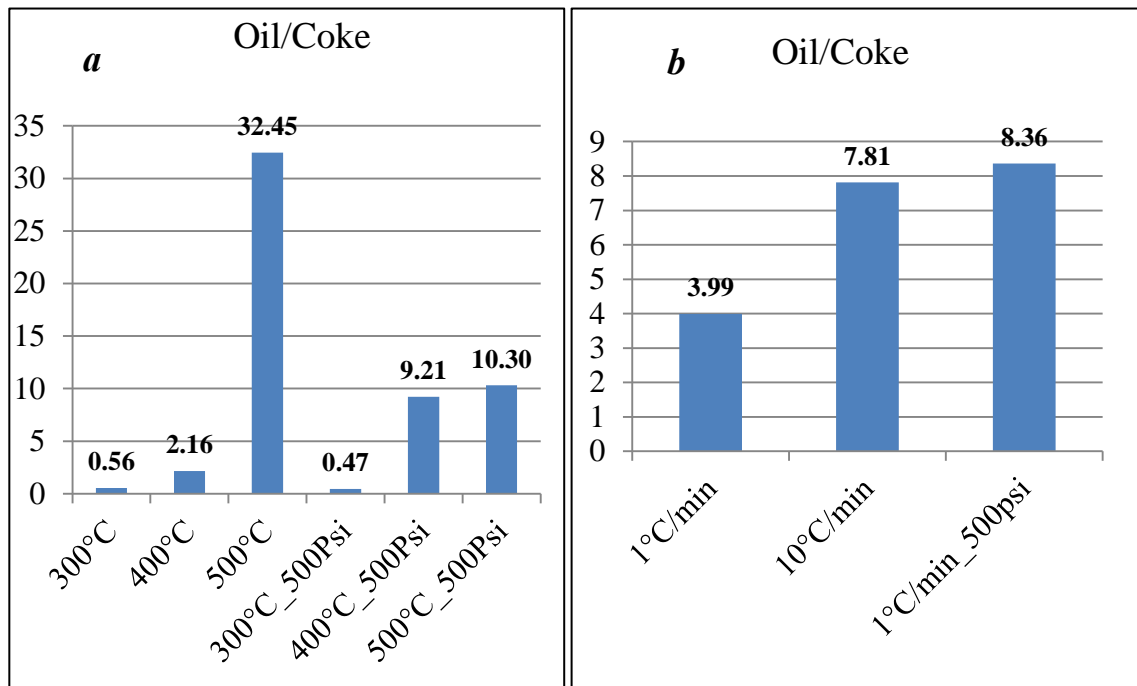 a
Oil/Coke
35
30
25
20
15
10
5
0
0.56
2.16
32.45
0.47
9.21
10.30
300°C
400°C
500°C
300°C_500Psi
400°C_500Psi
500°C_500Psi
b
Oil/Coke
9
8
7
6
5
4
3
2
1
0
3.99
7.81
8.36
1°C/min
10°C/min
1°C/min_500psi